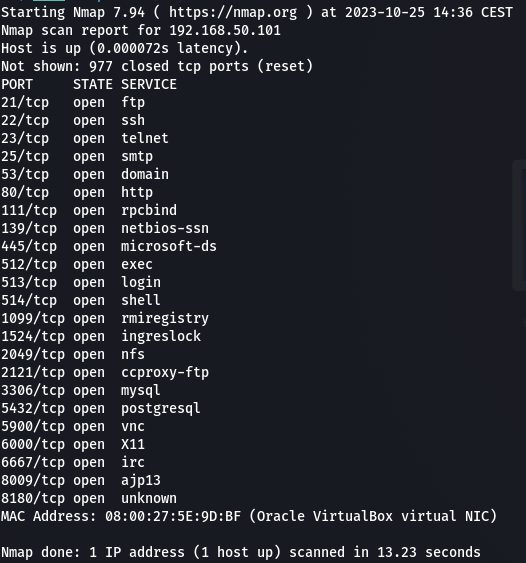 Starting Nmap 7.94 ( https://nmap.org ) at 2023-10-25 14:36 CEST
Nmap scan report for 192.168.50.101
Host is up (0.000072s latency).
Not shown: 977 closed tcp ports (reset)
PORT     STATE SERVICE
21/tcp   open  ftp
22/tcp   open  ssh
23/tcp   open  telnet
25/tcp   open  smtp
53/tcp   open  domain
80/tcp   open  http
111/tcp  open  rpcbind
139/tcp  open  netbios-ssn
445/tcp  open  microsoft-ds
512/tcp  open  exec
513/tcp  open  login
514/tcp  open  shell
1099/tcp open  rmiregistry
1524/tcp open  ingreslock
2049/tcp open  nfs
2121/tcp open  ccproxy-ftp
3306/tcp open  mysql
5432/tcp open  postgresql
5900/tcp open  vnc
6000/tcp open  X11
6667/tcp open  irc
8009/tcp open  ajp13
8180/tcp open  unknown
MAC Address: 08:00:27:5E:9D:BF (Oracle VirtualBox virtual NIC)
Nmap done: 1 IP address (1 host up) scanned in 13.23 seconds